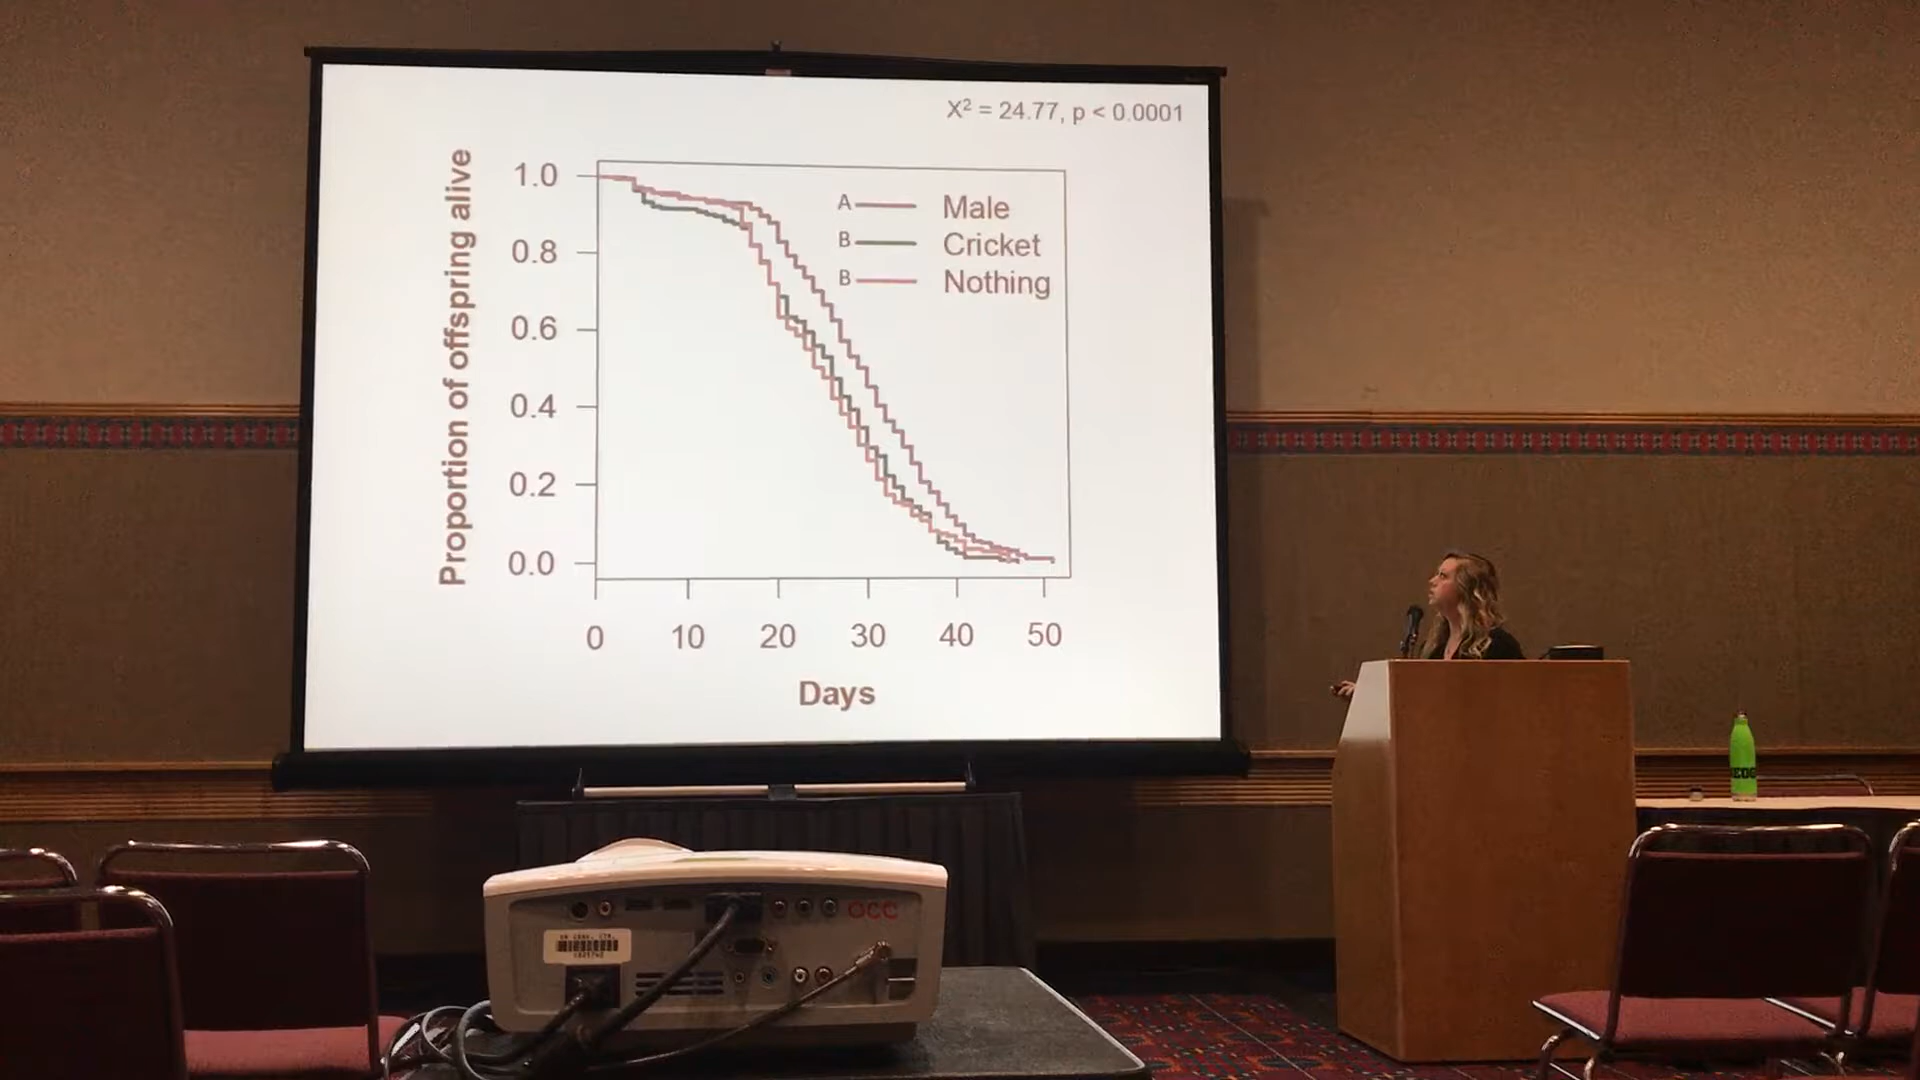 X² = 24.77, p < 0.0001
Proportion of offspring alive
1.0
0.8
0.6
0.4
0.2
0.0
A Male
B Cricket
B Nothing
0 10 20 30 40 50
Days
OCC